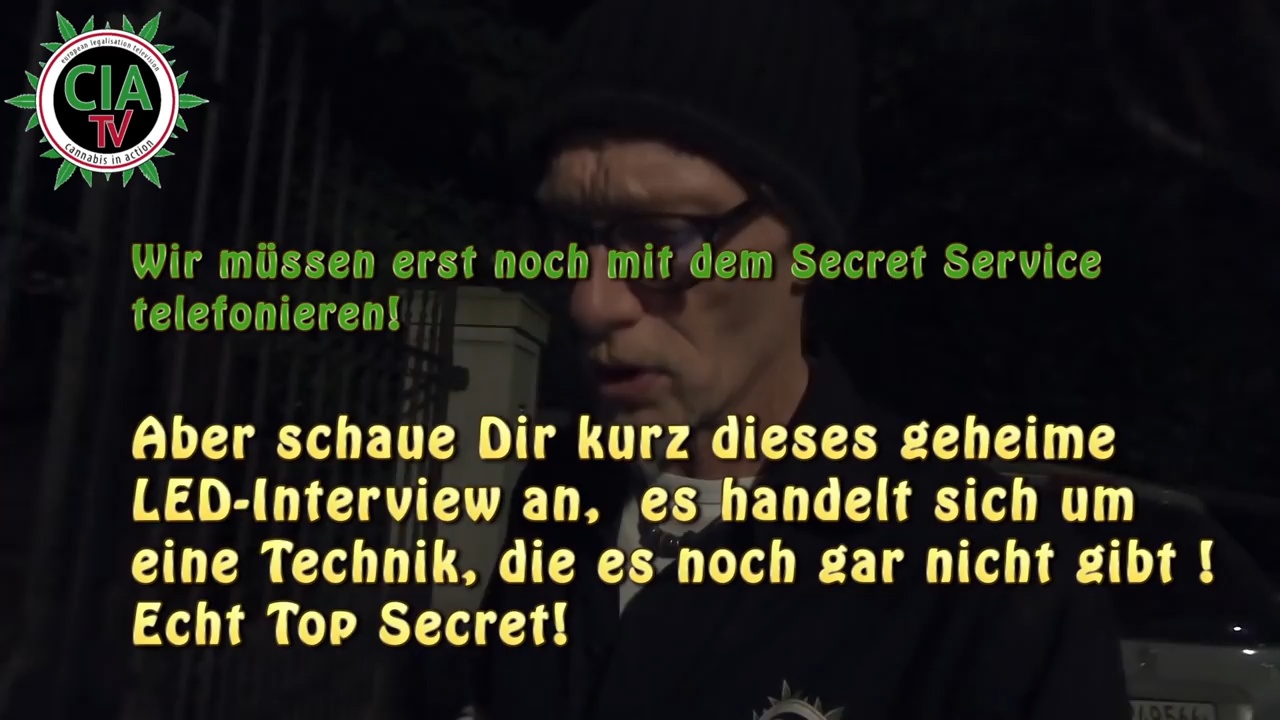 european legalisation television
CIA
TV
cannabis in action
Wir müssen erst noch mit dem Secret Service
telefonieren!
Aber schaue Dir kurz dieses geheime
LED-Interview an, es handelt sich um
eine Technik, die es noch gar nicht gibt !
Echt Top Secret!